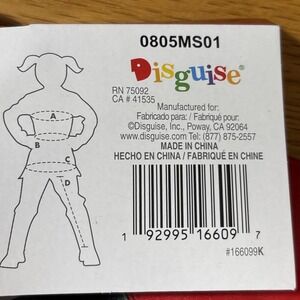 0805MS01
Disguise®
RN 75092
CA # 41535
Manufactured for:
Fabricado para: / Fabriqué pour:
©Disguise, Inc., Poway, CA 92064
www.disguise.com Tel: (877) 875-2557
MADE IN CHINA
HECHO EN CHINA / FABRIQUÉ EN CHINE
A
B
C
D
1 92995 16609 7
#166099K